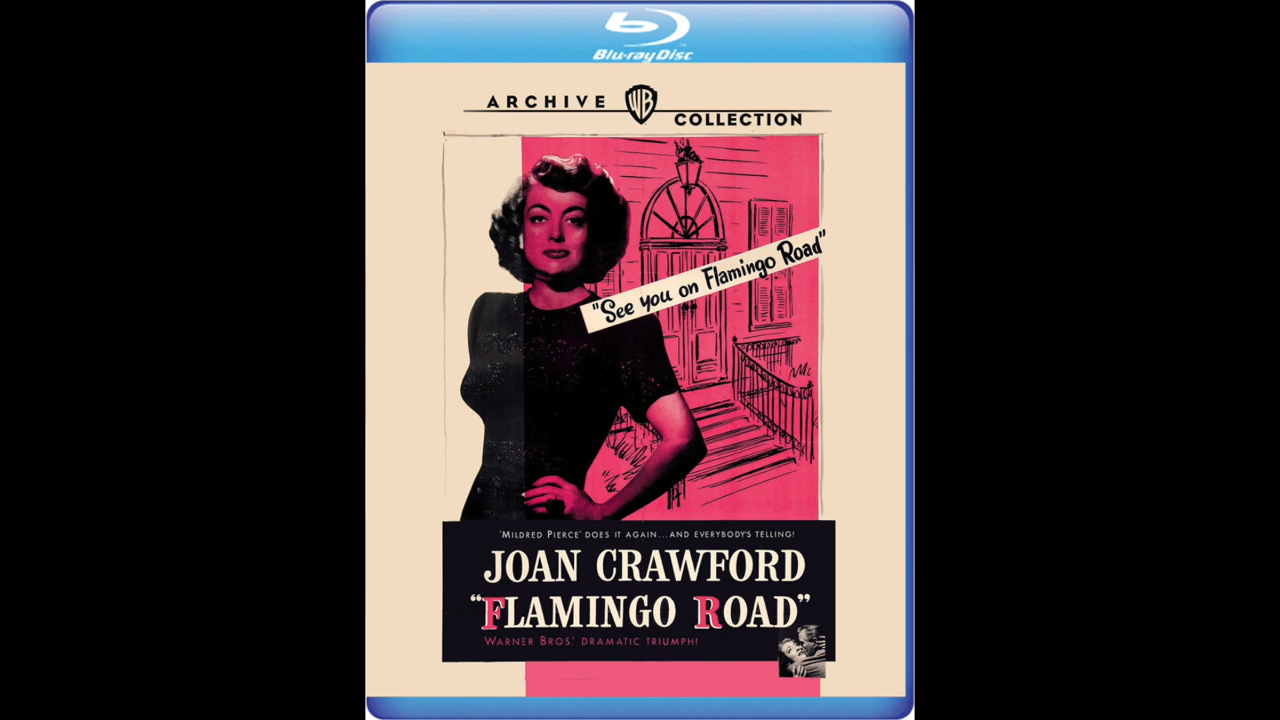 Blu-ray Disc
ARCHIVE WB COLLECTION
"See you on Flamingo Road"
'MILDRED PIERCE' DOES IT AGAIN...AND EVERYBODY'S TELLING!
JOAN CRAWFORD
"FLAMINGO ROAD"
WARNER BROS.' DRAMATIC TRIUMPH!